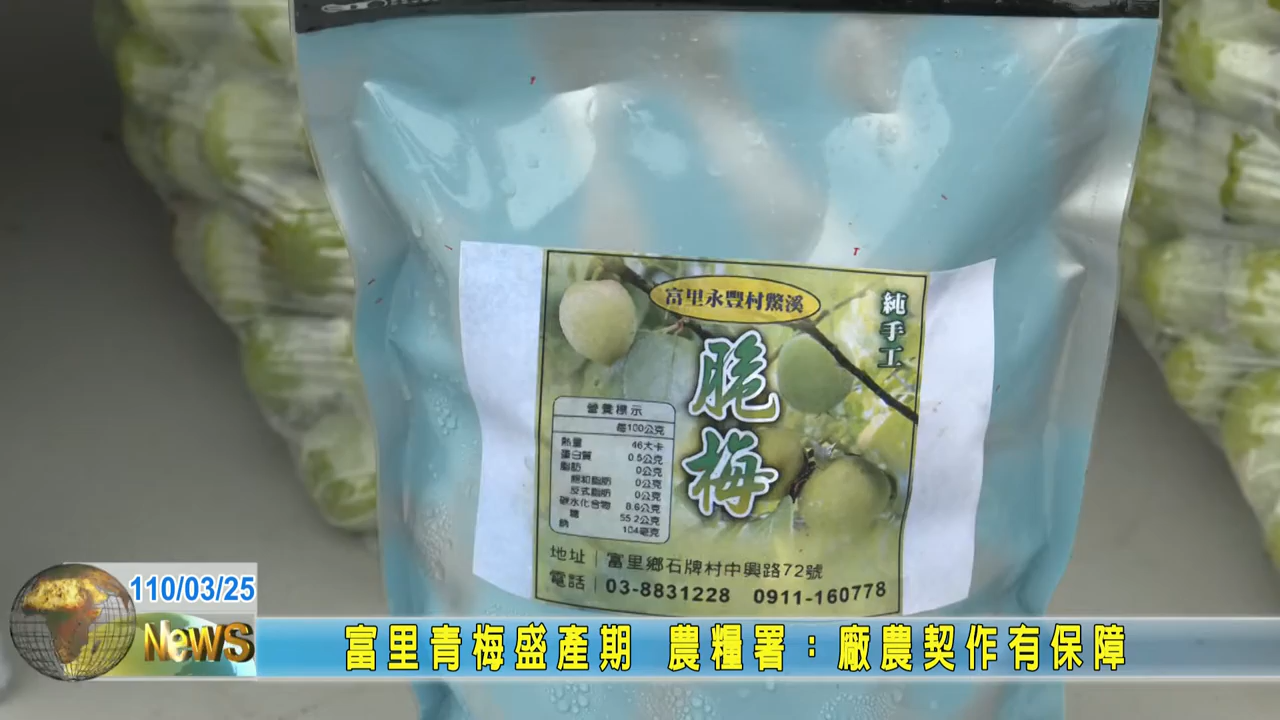 富里永豐村鱉溪
純手工
脆梅
營養標示
每100公克
熱量 46大卡
蛋白質 0.5公克
脂肪 0公克
飽和脂肪 0公克
反式脂肪 0公克
碳水化合物 8.6公克
糖 55.2公克
鈉 104毫克
地址｜富里鄉石牌村中興路72號
電話｜03-8831228 0911-160778
110/03/25
News
富里青梅盛產期 農糧署：廠農契作有保障